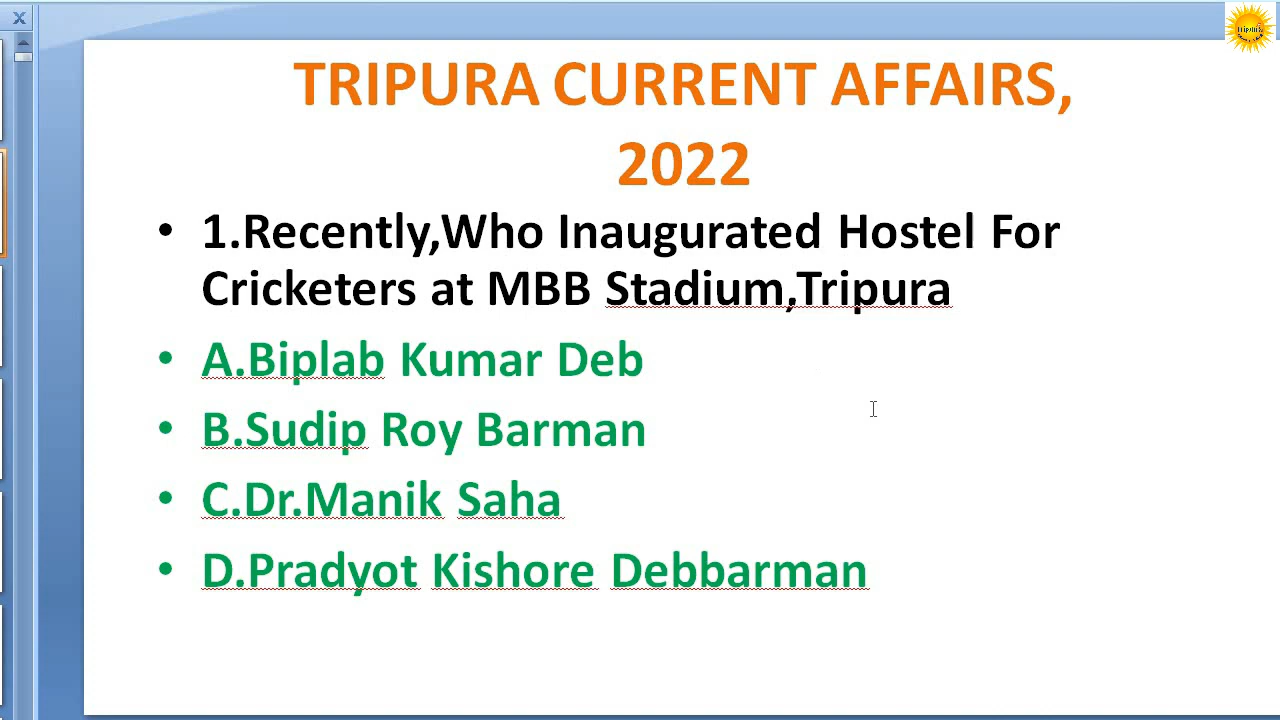 TRIPURA CURRENT AFFAIRS,
2022
• 1.Recently,Who Inaugurated Hostel For
Cricketers at MBB Stadium,Tripura
• A.Biplab Kumar Deb
• B.Sudip Roy Barman
• C.Dr.Manik Saha
• D.Pradyot Kishore Debbarman